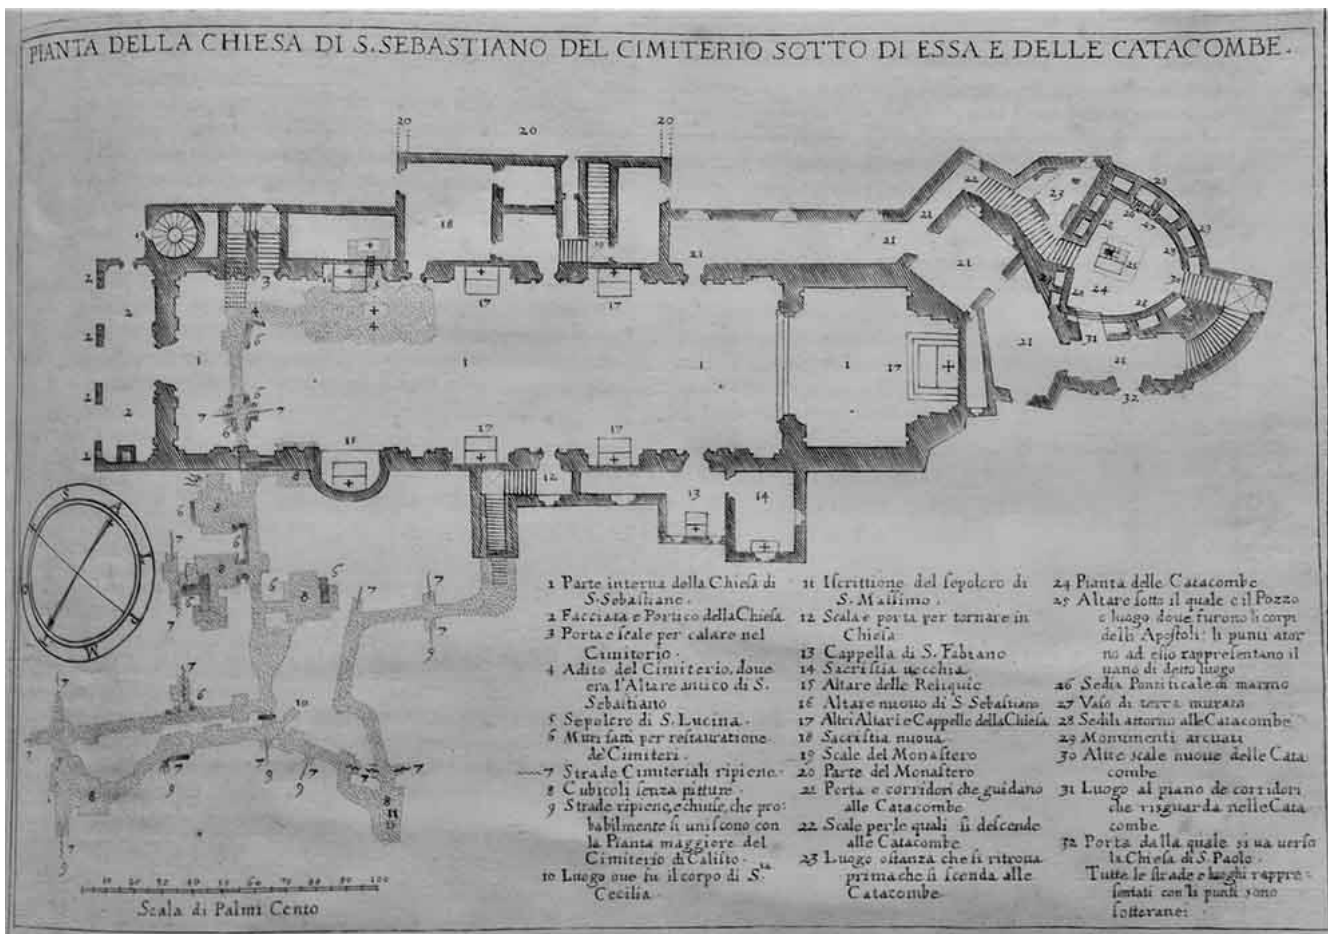 PIANTA DELLA CHIESA DI S. SEBASTIANO DEL CIMITERIO SOTTO DI ESSA E DELLE CATACOMBE.
1 Parte interna della Chiesa di
S. Sebastiano.
2 Facciata e Portico della Chiesa
3 Porta e scale per calare nel
Cimiterio.
4 Adito del Cimiterio, doue
era l'Altare antico di S.
Sebastiano
5 Sepolcro di S. Lucina.
6 Muri fatti per restauratione
de Cimiteri.
7 Strade Cimiteriali ripiene.
8 Cubicoli senza pitture.
9 Strade ripiene, e chiuse, che pro:
babilmente si uniscono con
la Pianta maggiore del
Cimiterio di Calisto.
10 Luogo oue fu il corpo di S.ta
Cecilia.
11 Iscrittione del sepolcro di
S. Massimo.
12 Scala e porta per tornare in
Chiesa
13 Cappella di S. Fabiano
14 Sacristia uecchia
15 Altare delle Reliquie
16 Altare nuouo di S. Sebastiano
17 Altri Altari e Cappelle della Chiesa
18 Sacristia nuoua
19 Scale del Monastero
20 Parte del Monastero
21 Porta e corridori che guidano
alle Catacombe
22 Scale per le quali si descende
alle Catacombe
23 Luogo o stanza che si ritroua
prima che si scenda alle
Catacombe
24 Pianta delle Catacombe
25 Altare sotto il quale e il Pozzo
e luogo doue furono li corpi
delli Apostoli: li punti ator
no ad esso rappresentano il
uano di detto luogo
26 Sedia Pontificale di marmo
27 Vaso di terra murato
28 Sedili attorno alle Catacombe
29 Monumenti arcuati
30 Altre scale nuoue delle Cata
combe
31 Luogo al piano de corridori
che risguarda nelle Cata
combe
32 Porta dalla quale si ua uerso
la Chiesa di S. Paolo.
Tutte le strade e luoghi rappre:
sentati con li punti sono
sotteranei
10 20 30 40 50 60 70 80 90 100
Scala di Palmi Cento